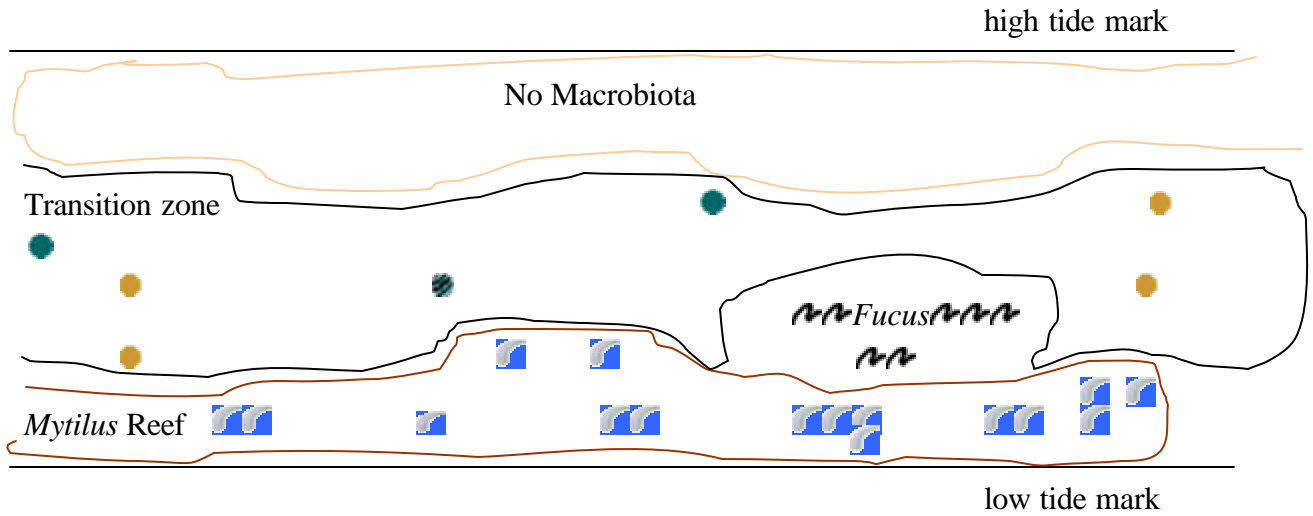 high tide mark
No Macrobiota
Transition zone
Fucus
Mytilus Reef
low tide mark